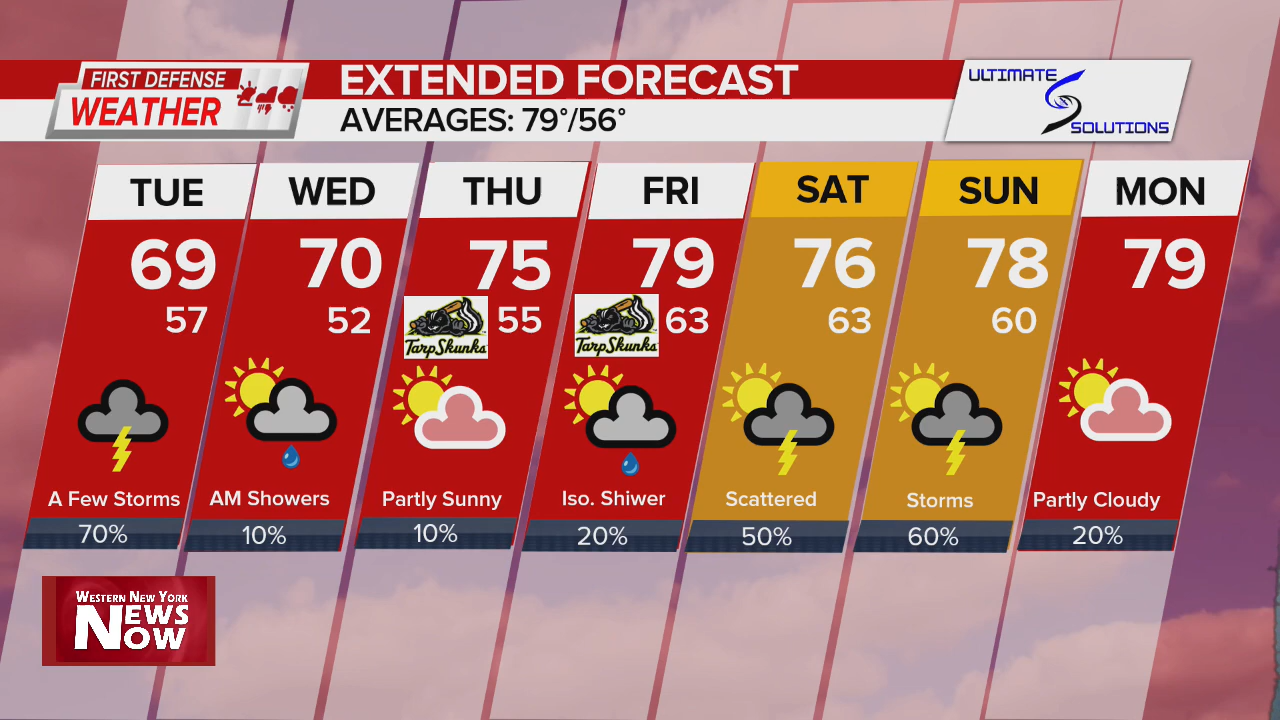 FIRST DEFENSE
WEATHER
EXTENDED FORECAST
AVERAGES: 79°/56°
ULTIMATE
SOLUTIONS
TUE
WED
THU
FRI
SAT
SUN
MON
69
70
75
79
76
78
79
57
52
55
63
63
60
TarpSkunks
TarpSkunks
A Few Storms
AM Showers
Partly Sunny
Iso. Shiwer
Scattered
Storms
Partly Cloudy
70%
10%
10%
20%
50%
60%
20%
WESTERN NEW YORK
NEWS
NOW